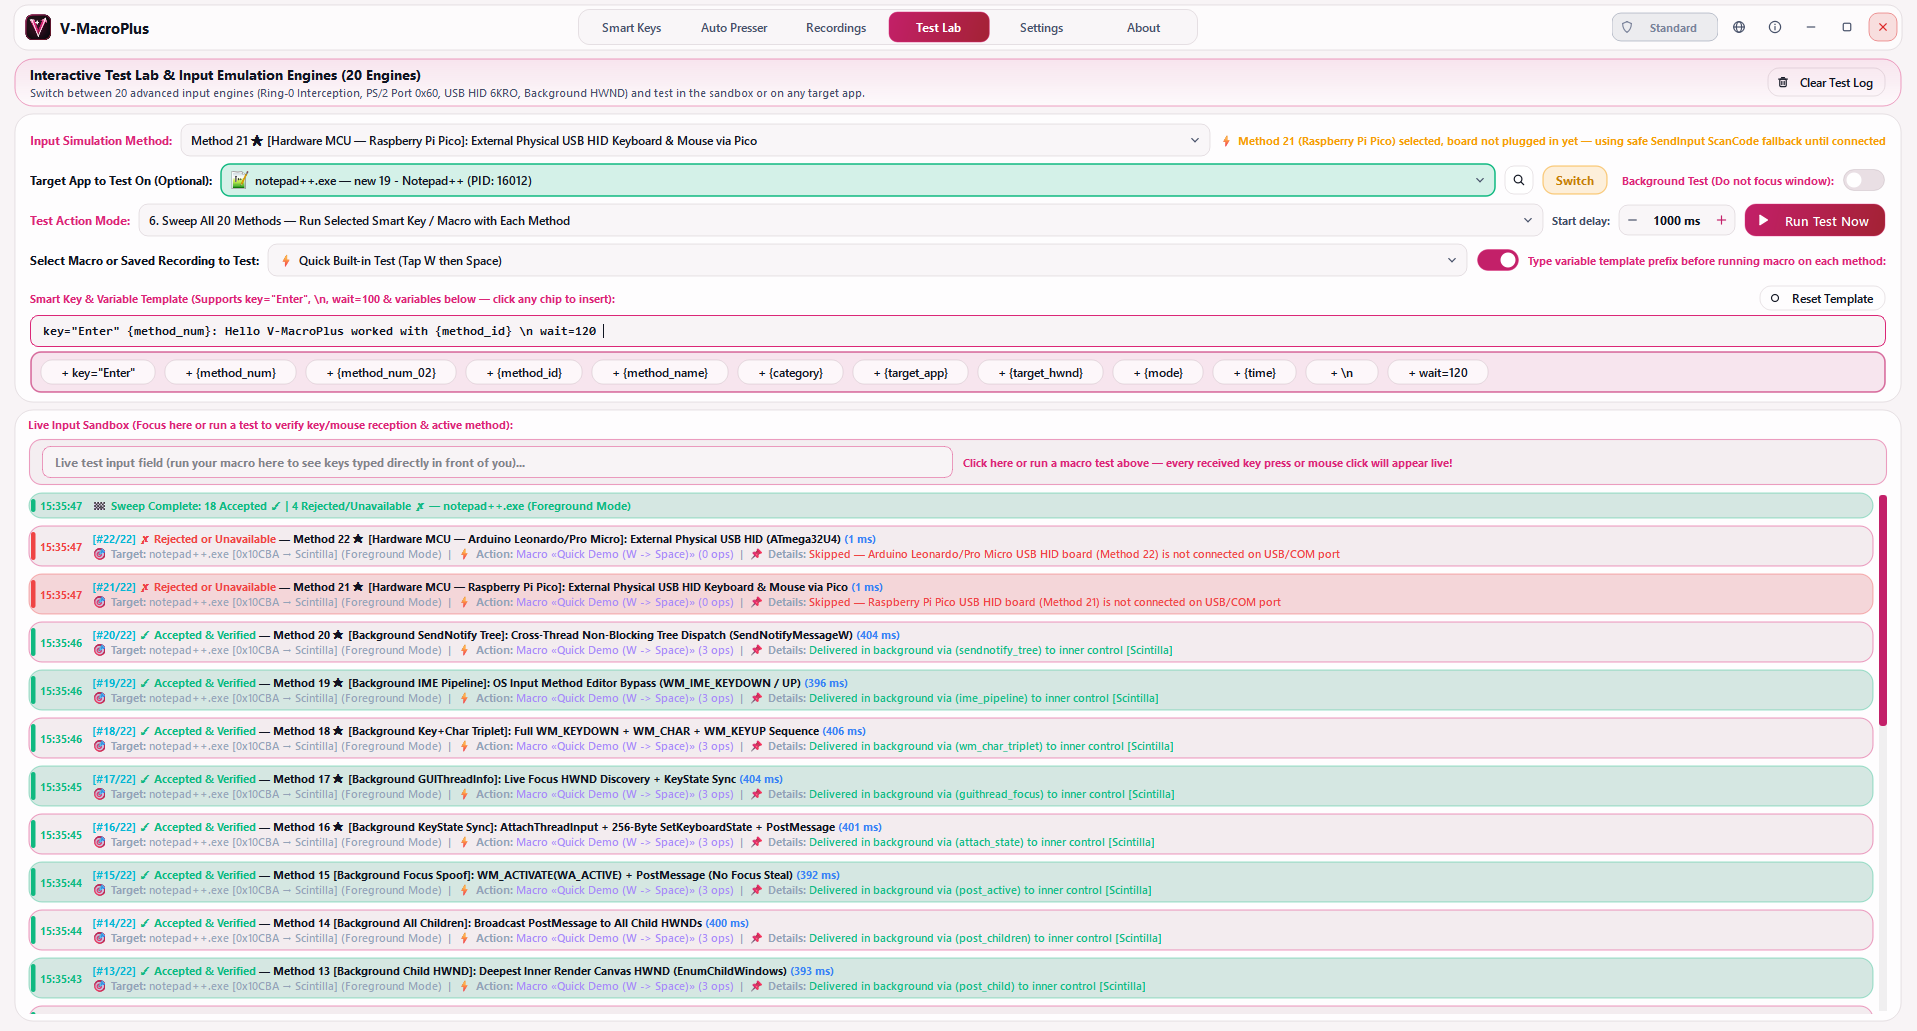 V-MacroPlus
Smart Keys
Auto Presser
Recordings
Test Lab
Settings
About
Standard
Interactive Test Lab & Input Emulation Engines (20 Engines)
Switch between 20 advanced input engines (Ring-0 Interception, PS/2 Port 0x60, USB HID 6KRO, Background HWND) and test in the sandbox or on any target app.
Clear Test Log
Input Simulation Method: Method 21 ★ [Hardware MCU — Raspberry Pi Pico]: External Physical USB HID Keyboard & Mouse via Pico ⚡ Method 21 (Raspberry Pi Pico) selected, board not plugged in yet — using safe SendInput ScanCode fallback until connected
Target App to Test On (Optional): notepad++.exe — new 19 - Notepad++ (PID: 16012) Switch Background Test (Do not focus window):
Test Action Mode: 6. Sweep All 20 Methods — Run Selected Smart Key / Macro with Each Method Start delay: − 1000 ms + Run Test Now
Select Macro or Saved Recording to Test: ⚡ Quick Built-in Test (Tap W then Space) Type variable template prefix before running macro on each method:
Smart Key & Variable Template (Supports key="Enter", \n, wait=100 & variables below — click any chip to insert): Reset Template
key="Enter" {method_num}: Hello V-MacroPlus worked with {method_id} \n wait=120
+ key="Enter" + {method_num} + {method_num_02} + {method_id} + {method_name} + {category} + {target_app} + {target_hwnd} + {mode} + {time} + \n + wait=120
Live Input Sandbox (Focus here or run a test to verify key/mouse reception & active method):
Live test input field (run your macro here to see keys typed directly in front of you)... Click here or run a macro test above — every received key press or mouse click will appear live!
15:35:47 🏁 Sweep Complete: 18 Accepted ✓ | 4 Rejected/Unavailable ✗ — notepad++.exe (Foreground Mode)
15:35:47 [#22/22] ✗ Rejected or Unavailable — Method 22 ★ [Hardware MCU — Arduino Leonardo/Pro Micro]: External Physical USB HID (ATmega32U4) (1 ms)
🎯 Target: notepad++.exe [0x10CBA → Scintilla] (Foreground Mode) | ⚡ Action: Macro «Quick Demo (W -> Space)» (0 ops) | 📌 Details: Skipped — Arduino Leonardo/Pro Micro USB HID board (Method 22) is not connected on USB/COM port
15:35:47 [#21/22] ✗ Rejected or Unavailable — Method 21 ★ [Hardware MCU — Raspberry Pi Pico]: External Physical USB HID Keyboard & Mouse via Pico (1 ms)
🎯 Target: notepad++.exe [0x10CBA → Scintilla] (Foreground Mode) | ⚡ Action: Macro «Quick Demo (W -> Space)» (0 ops) | 📌 Details: Skipped — Raspberry Pi Pico USB HID board (Method 21) is not connected on USB/COM port
15:35:46 [#20/22] ✓ Accepted & Verified — Method 20 ★ [Background SendNotify Tree]: Cross-Thread Non-Blocking Tree Dispatch (SendNotifyMessageW) (404 ms)
🎯 Target: notepad++.exe [0x10CBA → Scintilla] (Foreground Mode) | ⚡ Action: Macro «Quick Demo (W -> Space)» (3 ops) | 📌 Details: Delivered in background via (sendnotify_tree) to inner control [Scintilla]
15:35:46 [#19/22] ✓ Accepted & Verified — Method 19 ★ [Background IME Pipeline]: OS Input Method Editor Bypass (WM_IME_KEYDOWN / UP) (396 ms)
🎯 Target: notepad++.exe [0x10CBA → Scintilla] (Foreground Mode) | ⚡ Action: Macro «Quick Demo (W -> Space)» (3 ops) | 📌 Details: Delivered in background via (ime_pipeline) to inner control [Scintilla]
15:35:46 [#18/22] ✓ Accepted & Verified — Method 18 ★ [Background Key+Char Triplet]: Full WM_KEYDOWN + WM_CHAR + WM_KEYUP Sequence (406 ms)
🎯 Target: notepad++.exe [0x10CBA → Scintilla] (Foreground Mode) | ⚡ Action: Macro «Quick Demo (W -> Space)» (3 ops) | 📌 Details: Delivered in background via (wm_char_triplet) to inner control [Scintilla]
15:35:45 [#17/22] ✓ Accepted & Verified — Method 17 ★ [Background GUIThreadInfo]: Live Focus HWND Discovery + KeyState Sync (404 ms)
🎯 Target: notepad++.exe [0x10CBA → Scintilla] (Foreground Mode) | ⚡ Action: Macro «Quick Demo (W -> Space)» (3 ops) | 📌 Details: Delivered in background via (guithread_focus) to inner control [Scintilla]
15:35:45 [#16/22] ✓ Accepted & Verified — Method 16 ★ [Background KeyState Sync]: AttachThreadInput + 256-Byte SetKeyboardState + PostMessage (401 ms)
🎯 Target: notepad++.exe [0x10CBA → Scintilla] (Foreground Mode) | ⚡ Action: Macro «Quick Demo (W -> Space)» (3 ops) | 📌 Details: Delivered in background via (attach_state) to inner control [Scintilla]
15:35:44 [#15/22] ✓ Accepted & Verified — Method 15 [Background Focus Spoof]: WM_ACTIVATE(WA_ACTIVE) + PostMessage (No Focus Steal) (392 ms)
🎯 Target: notepad++.exe [0x10CBA → Scintilla] (Foreground Mode) | ⚡ Action: Macro «Quick Demo (W -> Space)» (3 ops) | 📌 Details: Delivered in background via (post_active) to inner control [Scintilla]
15:35:44 [#14/22] ✓ Accepted & Verified — Method 14 [Background All Children]: Broadcast PostMessage to All Child HWNDs (400 ms)
🎯 Target: notepad++.exe [0x10CBA → Scintilla] (Foreground Mode) | ⚡ Action: Macro «Quick Demo (W -> Space)» (3 ops) | 📌 Details: Delivered in background via (post_children) to inner control [Scintilla]
15:35:43 [#13/22] ✓ Accepted & Verified — Method 13 [Background Child HWND]: Deepest Inner Render Canvas HWND (EnumChildWindows) (393 ms)
🎯 Target: notepad++.exe [0x10CBA → Scintilla] (Foreground Mode) | ⚡ Action: Macro «Quick Demo (W -> Space)» (3 ops) | 📌 Details: Delivered in background via (post_child) to inner control [Scintilla]